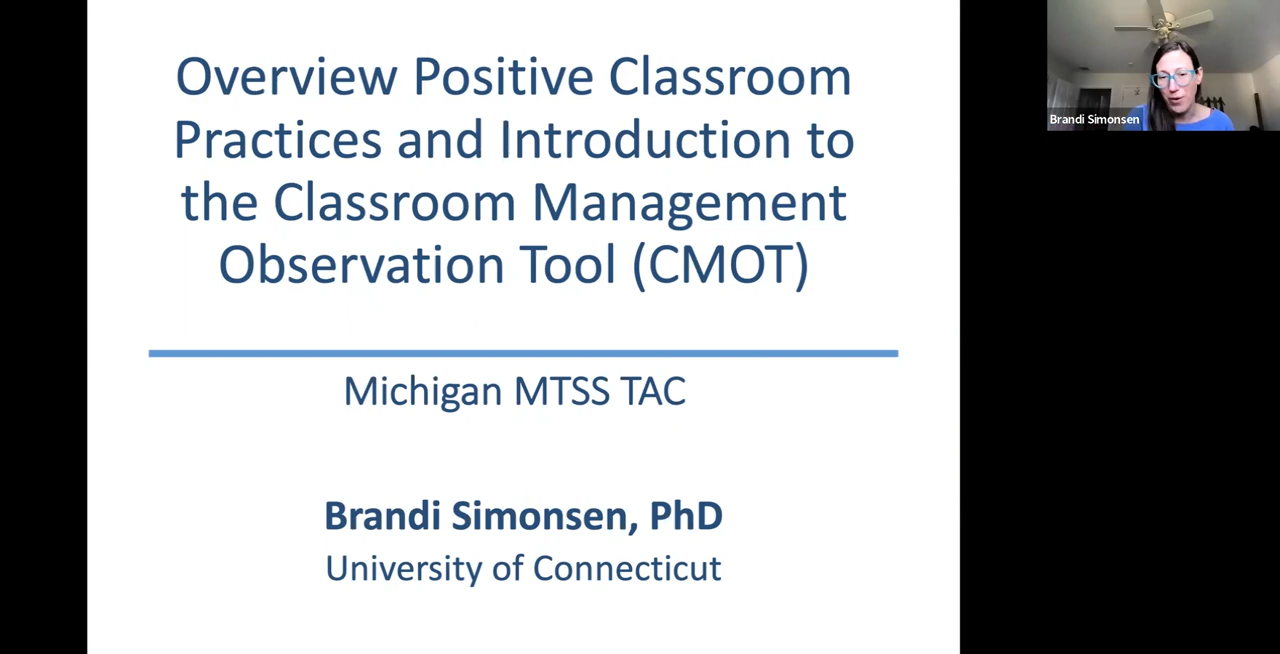 Overview Positive Classroom
Practices and Introduction to
the Classroom Management
Observation Tool (CMOT)
Michigan MTSS TAC
Brandi Simonsen, PhD
University of Connecticut
Brandi Simonsen